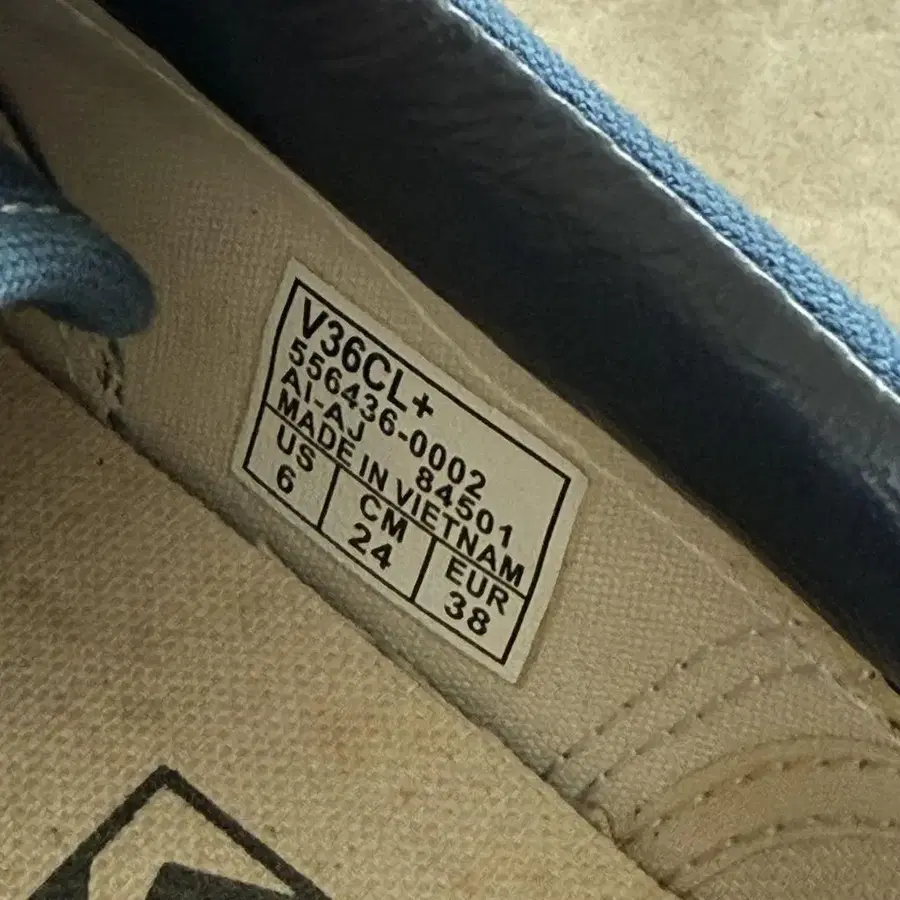 V36CL+
556436-0002
AI-AJ 84501
MADE IN VIETNAM
US CM EUR
6 24 38